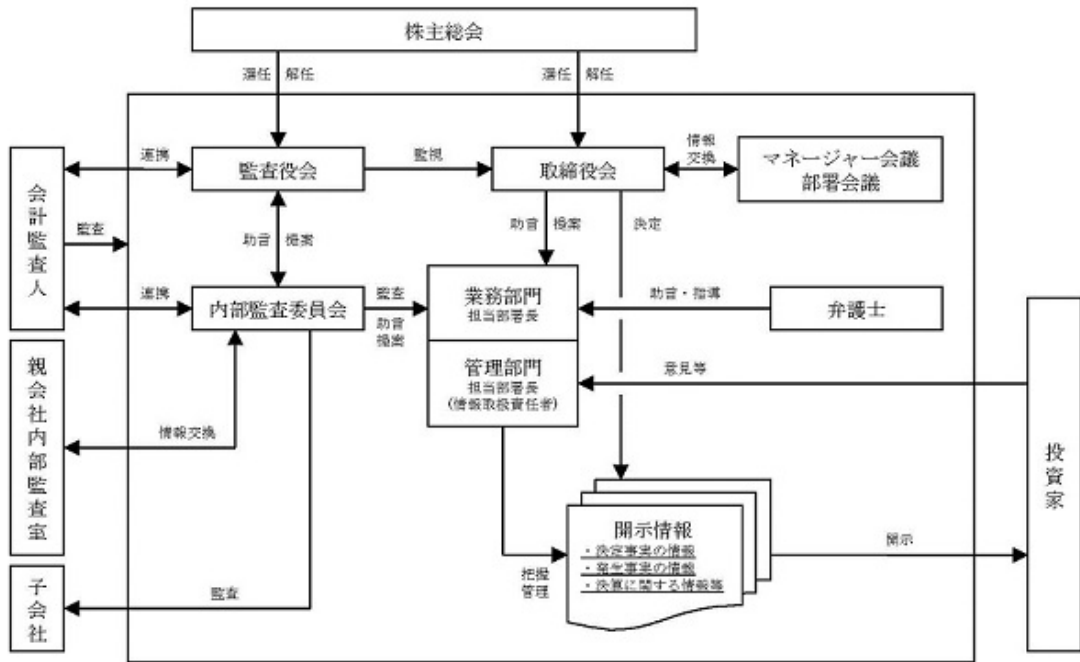 株主総会
選任 解任
選任 解任
会計監査人
連携
監査役会
監視
取締役会
情報
交換
マネージャー会議
部署会議
監査
助言 提案
助言 提案
決定
連携
内部監査委員会
監査
助言
提案
業務部門
担当部署長
助言・指導
弁護士
管理部門
担当部署長
(情報取扱責任者)
意見等
投資家
親会社内部監査室
情報交換
開示情報
・決定事実の情報
・発生事実の情報
・決算に関する情報等
開示
把握
管理
子会社
監査